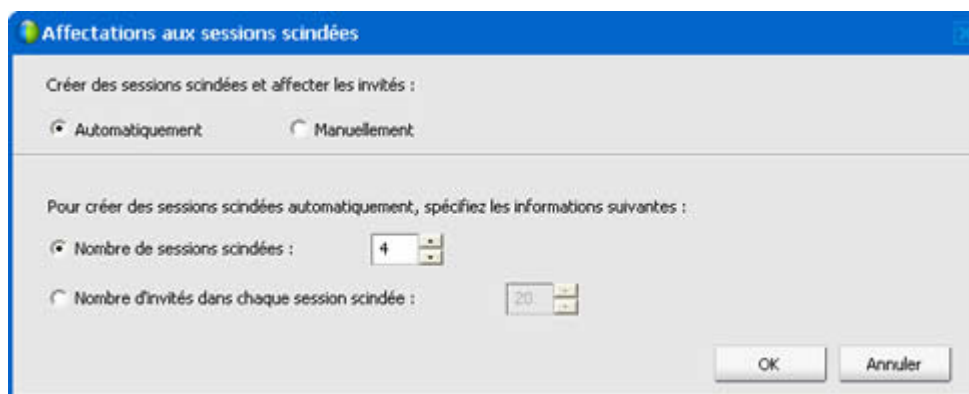 Affectations aux sessions scindées
Créer des sessions scindées et affecter les invités :
Automatiquement Manuellement
Pour créer des sessions scindées automatiquement, spécifiez les informations suivantes :
Nombre de sessions scindées : 4
Nombre d'invités dans chaque session scindée : 20
OK Annuler